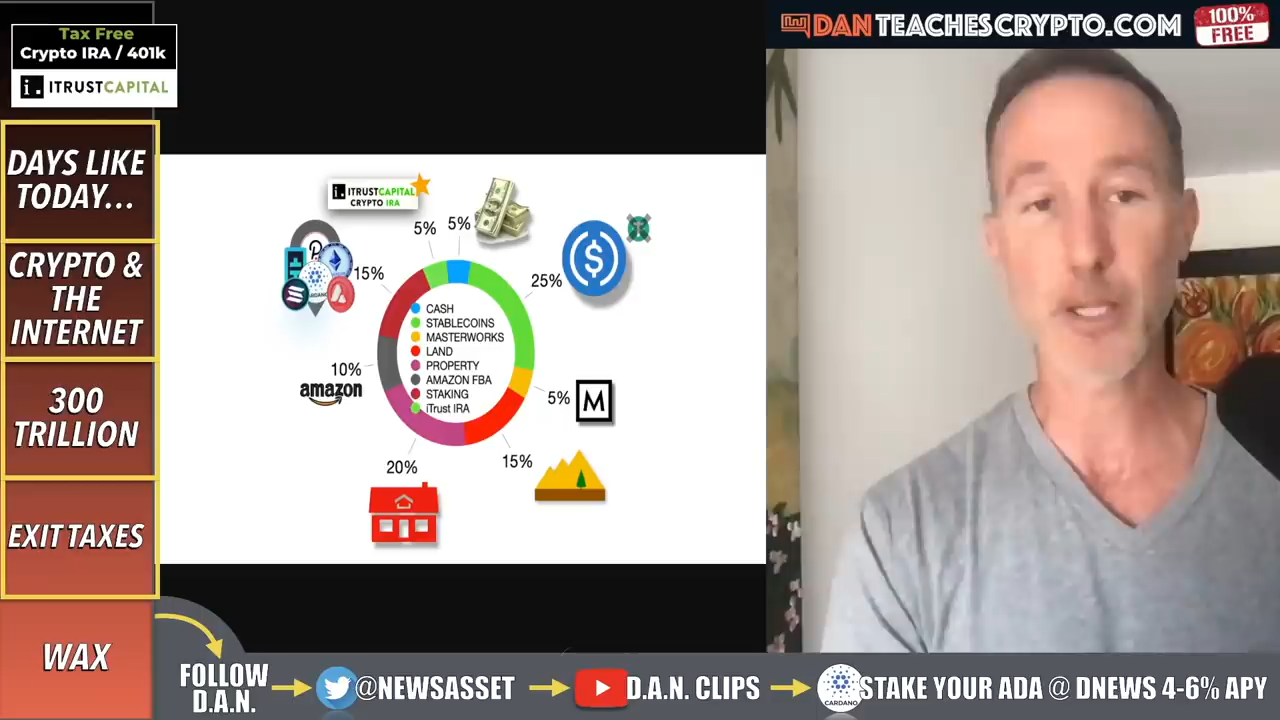 Tax Free
Crypto IRA / 401k
i. ITRUSTCAPITAL
DAYS LIKE
TODAY...
CRYPTO &
THE
INTERNET
300
TRILLION
EXIT TAXES
WAX
DANTEACHESCRYPTO.COM
100%
FREE
i. ITRUSTCAPITAL
CRYPTO IRA
5%
5%
15%
25%
10%
amazon
5%
M
15%
20%
CASH
STABLECOINS
MASTERWORKS
LAND
PROPERTY
AMAZON FBA
STAKING
iTrust IRA
FOLLOW
D.A.N.
@NEWSASSET
D.A.N. CLIPS
CARDANO
STAKE YOUR ADA @ DNEWS 4-6% APY